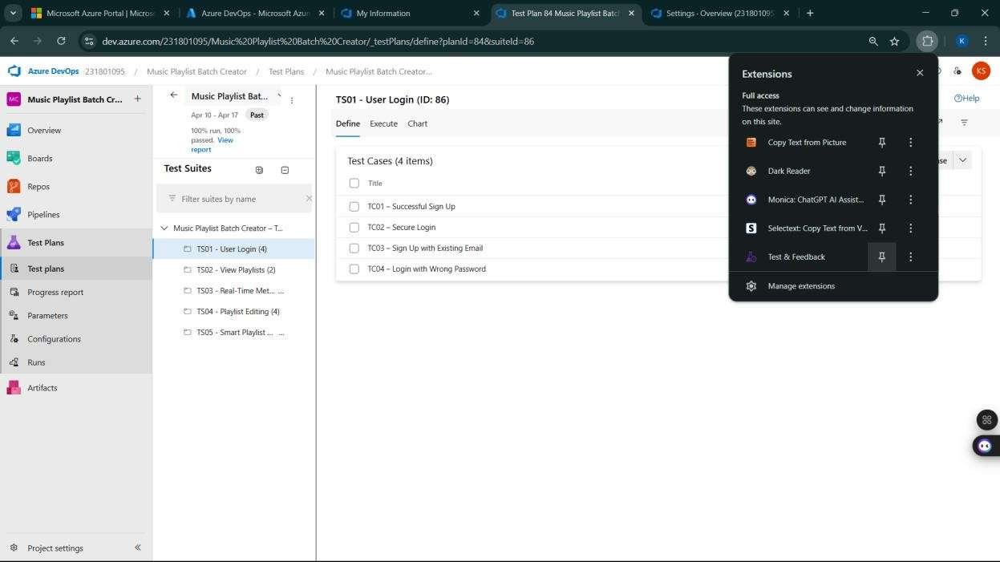 Microsoft Azure Portal | Micros
Azure DevOps - Microsoft Azur
My Information
Test Plan 84 Music Playlist Batch
Settings - Overview (231801095
dev.azure.com/231801095/Music%20Playlist%20Batch%20Creator/_testPlans/define?planId=84&suiteId=86
K
Azure DevOps 231801095 / Music Playlist Batch Creator / Test Plans / Music Playlist Batch Creator...
KS
MC Music Playlist Batch Cr...
Overview
Boards
Repos
Pipelines
Test Plans
Test plans
Progress report
Parameters
Configurations
Runs
Artifacts
Project settings
Music Playlist Bat...
Apr 10 - Apr 17 Past
100% run, 100%
passed. View
report
Test Suites
Filter suites by name
Music Playlist Batch Creator – T...
TS01 - User Login (4)
TS02 - View Playlists (2)
TS03 - Real-Time Met... ...
TS04 - Playlist Editing (4)
TS05 - Smart Playlist ... ...
TS01 - User Login (ID: 86)
Help
Define Execute Chart
Test Cases (4 items)
se
Title
TC01 – Successful Sign Up
TC02 – Secure Login
TC03 – Sign Up with Existing Email
TC04 – Login with Wrong Password
Extensions
Full access
These extensions can see and change information
on this site.
Copy Text from Picture
Dark Reader
Monica: ChatGPT AI Assist...
Selectext: Copy Text from V...
Test & Feedback
Manage extensions